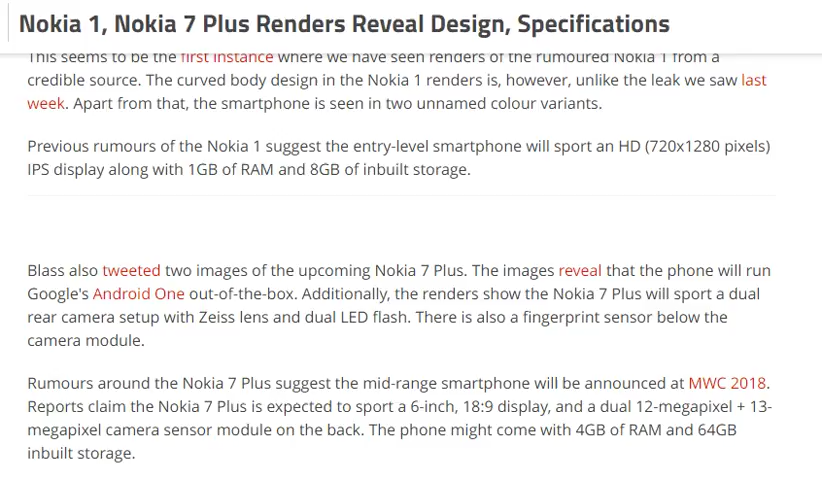 Nokia 1, Nokia 7 Plus Renders Reveal Design, Specifications
This seems to be the first instance where we have seen renders of the rumoured Nokia 1 from a
credible source. The curved body design in the Nokia 1 renders is, however, unlike the leak we saw last
week. Apart from that, the smartphone is seen in two unnamed colour variants.
Previous rumours of the Nokia 1 suggest the entry-level smartphone will sport an HD (720x1280 pixels)
IPS display along with 1GB of RAM and 8GB of inbuilt storage.
Blass also tweeted two images of the upcoming Nokia 7 Plus. The images reveal that the phone will run
Google's Android One out-of-the-box. Additionally, the renders show the Nokia 7 Plus will sport a dual
rear camera setup with Zeiss lens and dual LED flash. There is also a fingerprint sensor below the
camera module.
Rumours around the Nokia 7 Plus suggest the mid-range smartphone will be announced at MWC 2018.
Reports claim the Nokia 7 Plus is expected to sport a 6-inch, 18:9 display, and a dual 12-megapixel + 13-
megapixel camera sensor module on the back. The phone might come with 4GB of RAM and 64GB
inbuilt storage.